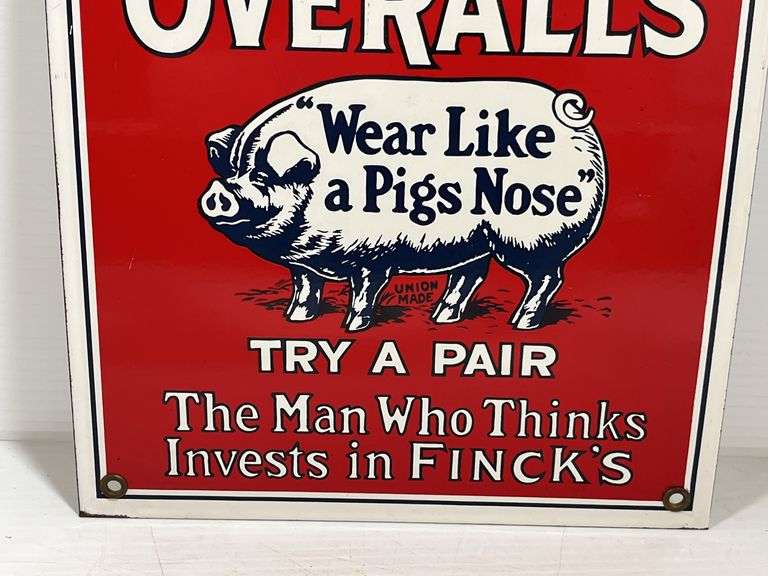 OVERALLS
"Wear Like
a Pigs Nose"
UNION
MADE
TRY A PAIR
The Man Who Thinks
Invests in FINCK'S